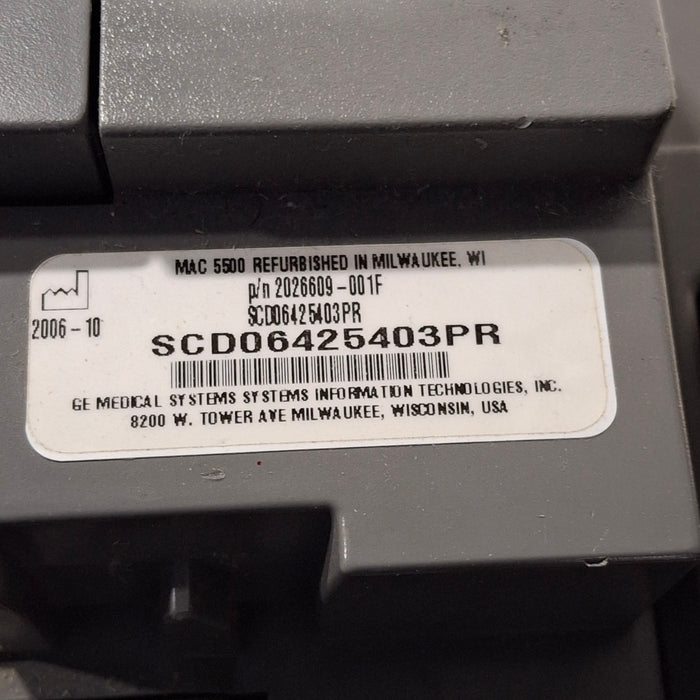 MAC 5500 REFURBISHED IN MILWAUKEE, WI
p/n 2026609-001F
SCD06425403PR
2006-10
SCD06425403PR
GE MEDICAL SYSTEMS SYSTEMS INFORMATION TECHNOLOGIES, INC.
8200 W. TOWER AVE MILWAUKEE, WISCONSIN, USA